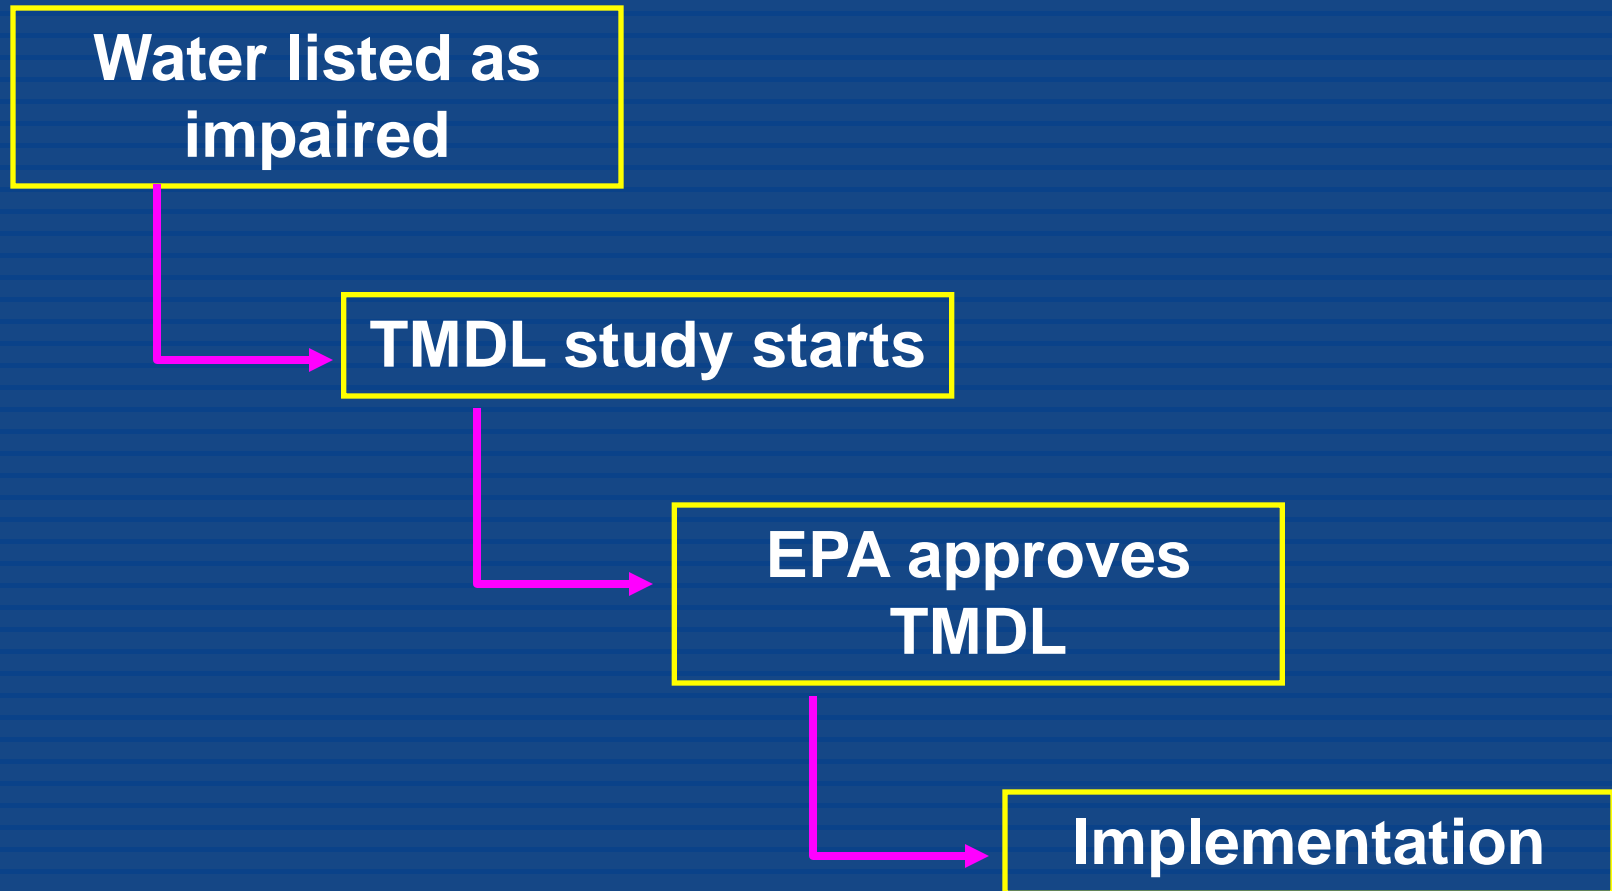 Water listed as
impaired
TMDL study starts
EPA approves
TMDL
Implementation